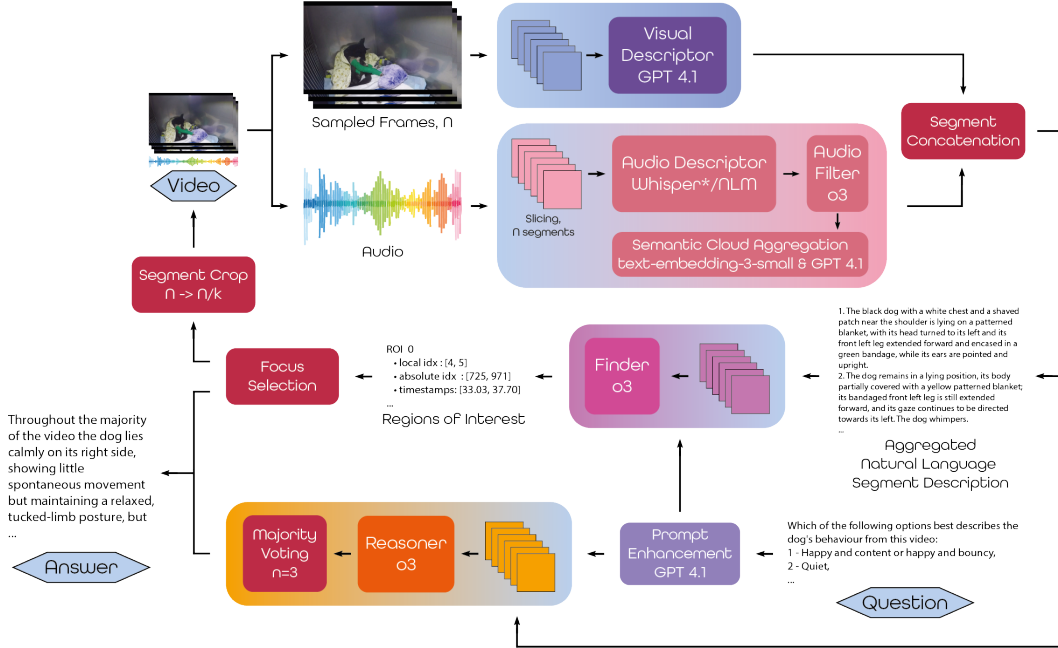 Visual
Descriptor
GPT 4.1
Sampled Frames, N
Segment
Concatenation
Video
Audio Descriptor
Whisper*/NLM
Audio
Filter
o3
Slicing,
N segments
Semantic Cloud Aggregation
text-embedding-3-small & GPT 4.1
Audio
Segment Crop
N -> N/k
1. The black dog with a white chest and a shaved
patch near the shoulder is lying on a patterned
blanket, with its head turned to its left and its
front left leg extended forward and encased in a
green bandage, while its ears are pointed and
upright.
2. The dog remains in a lying position, its body
partially covered with a yellow patterned blanket;
its bandaged front left leg is still extended
forward, and its gaze continues to be directed
towards its left. The dog whimpers.
...
Aggregated
Natural Language
Segment Description
Finder
o3
ROI 0
• local idx : [4, 5]
• absolute idx : [725, 971]
• timestamps: [33.03, 37.70]
...
Regions of Interest
Focus
Selection
Throughout the majority
of the video the dog lies
calmly on its right side,
showing little
spontaneous movement
but maintaining a relaxed,
tucked-limb posture, but
...
Answer
Majority
Voting
n=3
Reasoner
o3
Prompt
Enhancement
GPT 4.1
Which of the following options best describes the
dog's behaviour from this video:
1 - Happy and content or happy and bouncy,
2 - Quiet,
...
Question